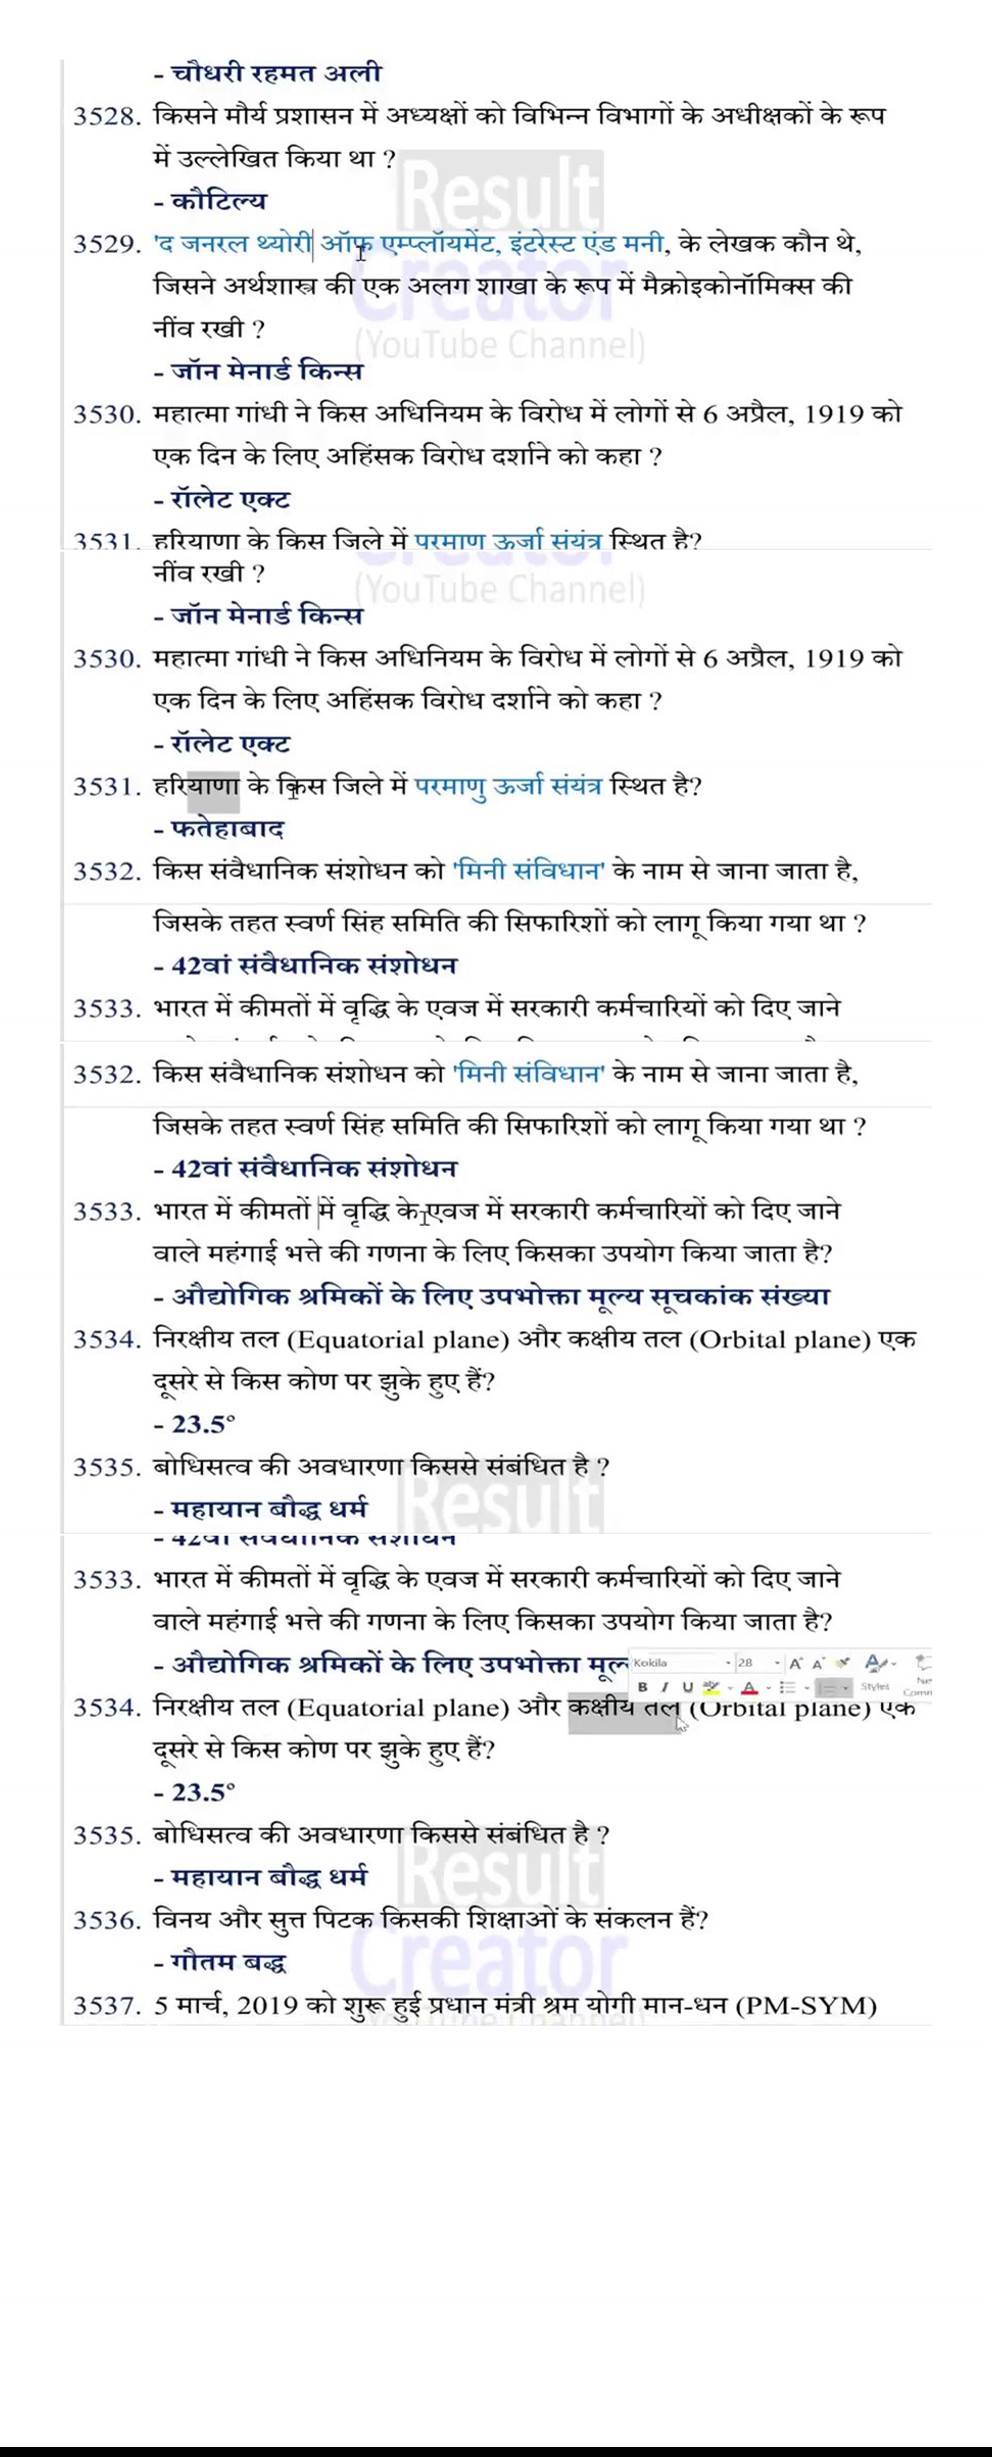 - चौधरी रहमत अली
3528. किसने मौर्य प्रशासन में अध्यक्षों को विभिन्न विभागों के अधीक्षकों के रूप
में उल्लेखित किया था ?
Result
- कौटिल्य
3529. 'द जनरल थ्योरी ऑफ एम्प्लॉयमेंट, इंटरेस्ट एंड मनी, के लेखक कौन थे,
Creator
जिसने अर्थशास्त्र की एक अलग शाखा के रूप में मैक्रोइकोनॉमिक्स की
नींव रखी ?
(YouTube Channel)
- जॉन मेनार्ड किन्स
3530. महात्मा गांधी ने किस अधिनियम के विरोध में लोगों से 6 अप्रैल, 1919 को
एक दिन के लिए अहिंसक विरोध दर्शाने को कहा ?
- रॉलेट एक्ट
3531. हरियाणा के किस जिले में परमाणु ऊर्जा संयंत्र स्थित है?
नींव रखी ?
(YouTube Channel)
- जॉन मेनार्ड किन्स
3530. महात्मा गांधी ने किस अधिनियम के विरोध में लोगों से 6 अप्रैल, 1919 को
एक दिन के लिए अहिंसक विरोध दर्शाने को कहा ?
- रॉलेट एक्ट
3531. हरियाणा के किस जिले में परमाणु ऊर्जा संयंत्र स्थित है?
- फतेहाबाद
3532. किस संवैधानिक संशोधन को 'मिनी संविधान' के नाम से जाना जाता है,
जिसके तहत स्वर्ण सिंह समिति की सिफारिशों को लागू किया गया था ?
- 42वां संवैधानिक संशोधन
3533. भारत में कीमतों में वृद्धि के एवज में सरकारी कर्मचारियों को दिए जाने
3532. किस संवैधानिक संशोधन को 'मिनी संविधान' के नाम से जाना जाता है,
जिसके तहत स्वर्ण सिंह समिति की सिफारिशों को लागू किया गया था ?
- 42वां संवैधानिक संशोधन
3533. भारत में कीमतों में वृद्धि के एवज में सरकारी कर्मचारियों को दिए जाने
वाले महंगाई भत्ते की गणना के लिए किसका उपयोग किया जाता है?
- औद्योगिक श्रमिकों के लिए उपभोक्ता मूल्य सूचकांक संख्या
3534. निरक्षीय तल (Equatorial plane) और कक्षीय तल (Orbital plane) एक
दूसरे से किस कोण पर झुके हुए हैं?
- 23.5°
3535. बोधिसत्व की अवधारणा किससे संबंधित है ?
Result
- महायान बौद्ध धर्म
- 42वां संवैधानिक संशोधन
3533. भारत में कीमतों में वृद्धि के एवज में सरकारी कर्मचारियों को दिए जाने
वाले महंगाई भत्ते की गणना के लिए किसका उपयोग किया जाता है?
- औद्योगिक श्रमिकों के लिए उपभोक्ता मूल
Kokila 28
B I U Styles
3534. निरक्षीय तल (Equatorial plane) और कक्षीय तल (Orbital plane) एक
दूसरे से किस कोण पर झुके हुए हैं?
- 23.5°
3535. बोधिसत्व की अवधारणा किससे संबंधित है ?
Result
- महायान बौद्ध धर्म
3536. विनय और सुत्त पिटक किसकी शिक्षाओं के संकलन हैं?
Creator
- गौतम बुद्ध
3537. 5 मार्च, 2019 को शुरू हुई प्रधान मंत्री श्रम योगी मान-धन (PM-SYM)